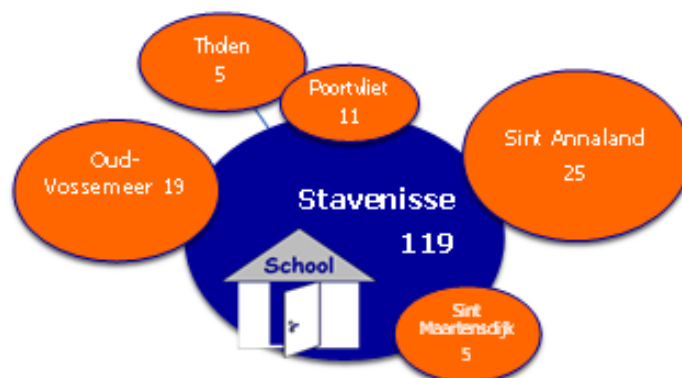 Tholen
5
Poortvliet
11
Sint Annaland
25
Oud-
Vossemeer 19
Stavenisse
119
School
Sint
Maartensdijk
5